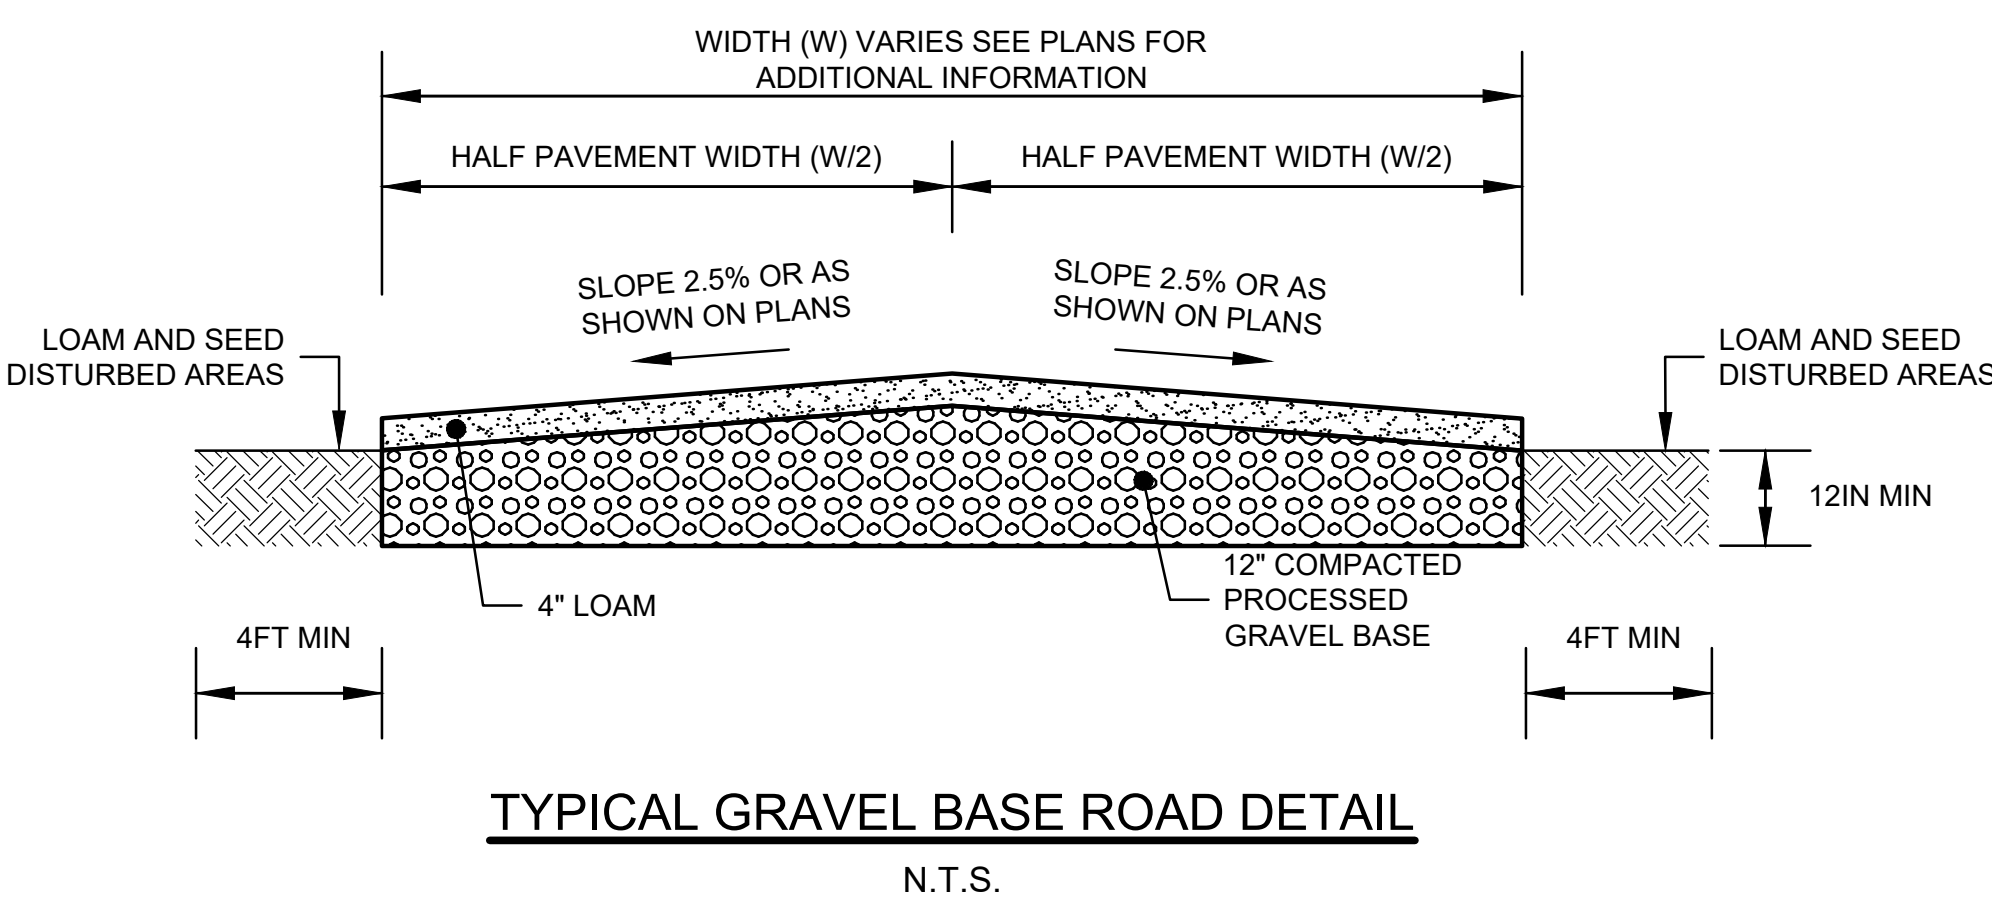 WIDTH (W) VARIES SEE PLANS FOR
ADDITIONAL INFORMATION
HALF PAVEMENT WIDTH (W/2)
HALF PAVEMENT WIDTH (W/2)
SLOPE 2.5% OR AS
SHOWN ON PLANS
SLOPE 2.5% OR AS
SHOWN ON PLANS
LOAM AND SEED
DISTURBED AREAS
LOAM AND SEED
DISTURBED AREAS
12IN MIN
4" LOAM
12" COMPACTED
PROCESSED
GRAVEL BASE
4FT MIN
4FT MIN
TYPICAL GRAVEL BASE ROAD DETAIL
N.T.S.